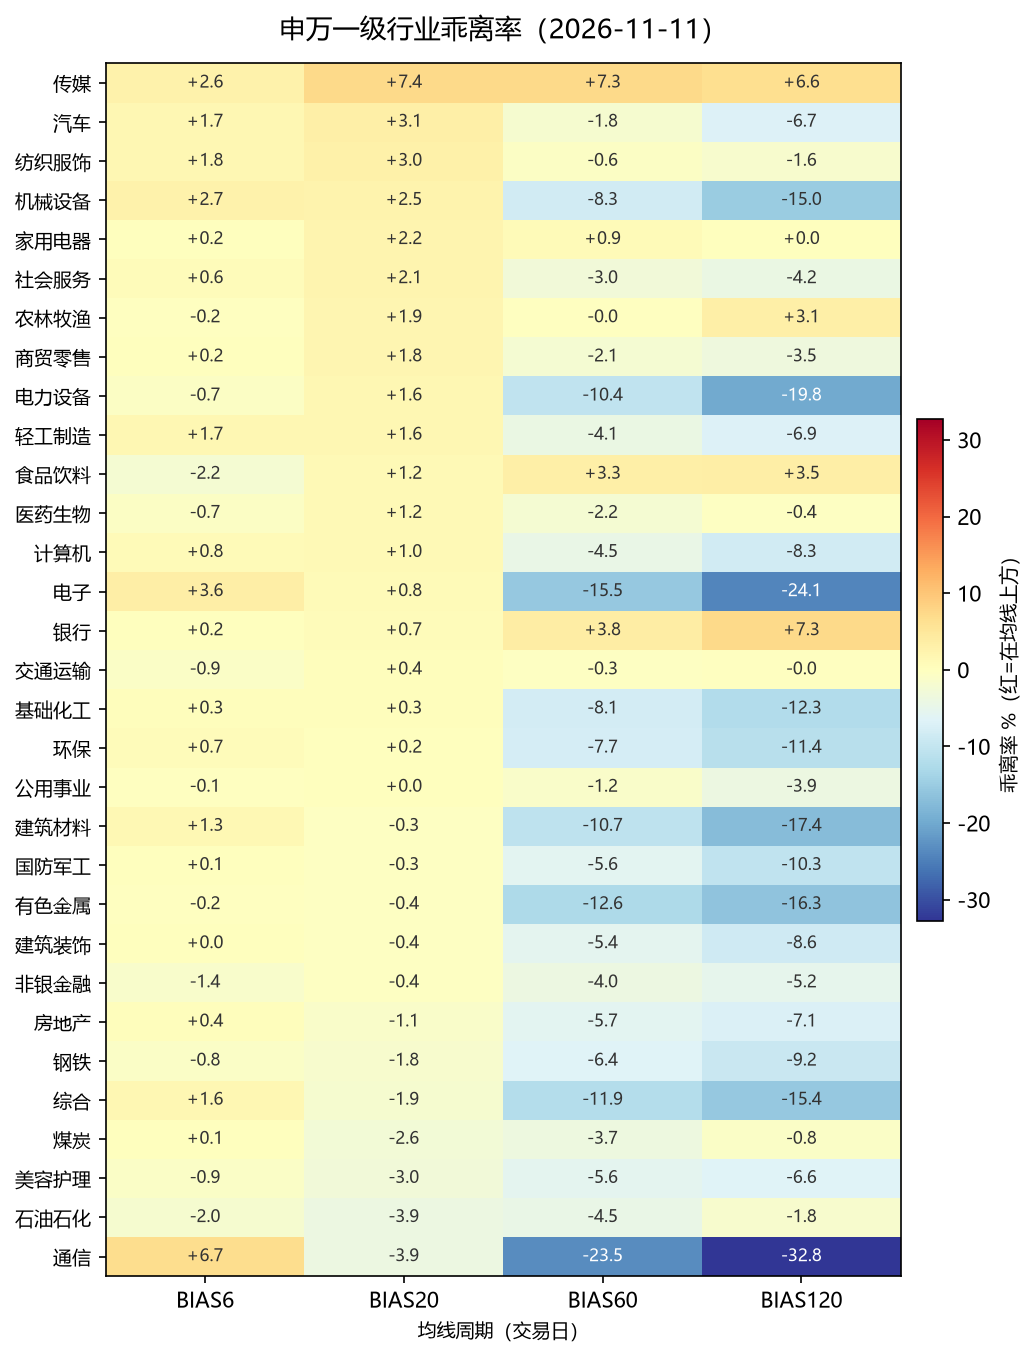 申万一级行业乖离率（2026-11-11）
传媒 +2.6 +7.4 +7.3 +6.6
汽车 +1.7 +3.1 -1.8 -6.7
纺织服饰 +1.8 +3.0 -0.6 -1.6
机械设备 +2.7 +2.5 -8.3 -15.0
家用电器 +0.2 +2.2 +0.9 +0.0
社会服务 +0.6 +2.1 -3.0 -4.2
农林牧渔 -0.2 +1.9 -0.0 +3.1
商贸零售 +0.2 +1.8 -2.1 -3.5
电力设备 -0.7 +1.6 -10.4 -19.8
轻工制造 +1.7 +1.6 -4.1 -6.9
食品饮料 -2.2 +1.2 +3.3 +3.5
医药生物 -0.7 +1.2 -2.2 -0.4
计算机 +0.8 +1.0 -4.5 -8.3
电子 +3.6 +0.8 -15.5 -24.1
银行 +0.2 +0.7 +3.8 +7.3
交通运输 -0.9 +0.4 -0.3 -0.0
基础化工 +0.3 +0.3 -8.1 -12.3
环保 +0.7 +0.2 -7.7 -11.4
公用事业 -0.1 +0.0 -1.2 -3.9
建筑材料 +1.3 -0.3 -10.7 -17.4
国防军工 +0.1 -0.3 -5.6 -10.3
有色金属 -0.2 -0.4 -12.6 -16.3
建筑装饰 +0.0 -0.4 -5.4 -8.6
非银金融 -1.4 -0.4 -4.0 -5.2
房地产 +0.4 -1.1 -5.7 -7.1
钢铁 -0.8 -1.8 -6.4 -9.2
综合 +1.6 -1.9 -11.9 -15.4
煤炭 +0.1 -2.6 -3.7 -0.8
美容护理 -0.9 -3.0 -5.6 -6.6
石油石化 -2.0 -3.9 -4.5 -1.8
通信 +6.7 -3.9 -23.5 -32.8
BIAS6 BIAS20 BIAS60 BIAS120
均线周期（交易日）
30
20
10
0
-10
-20
-30
乖离率 %（红=在均线上方）